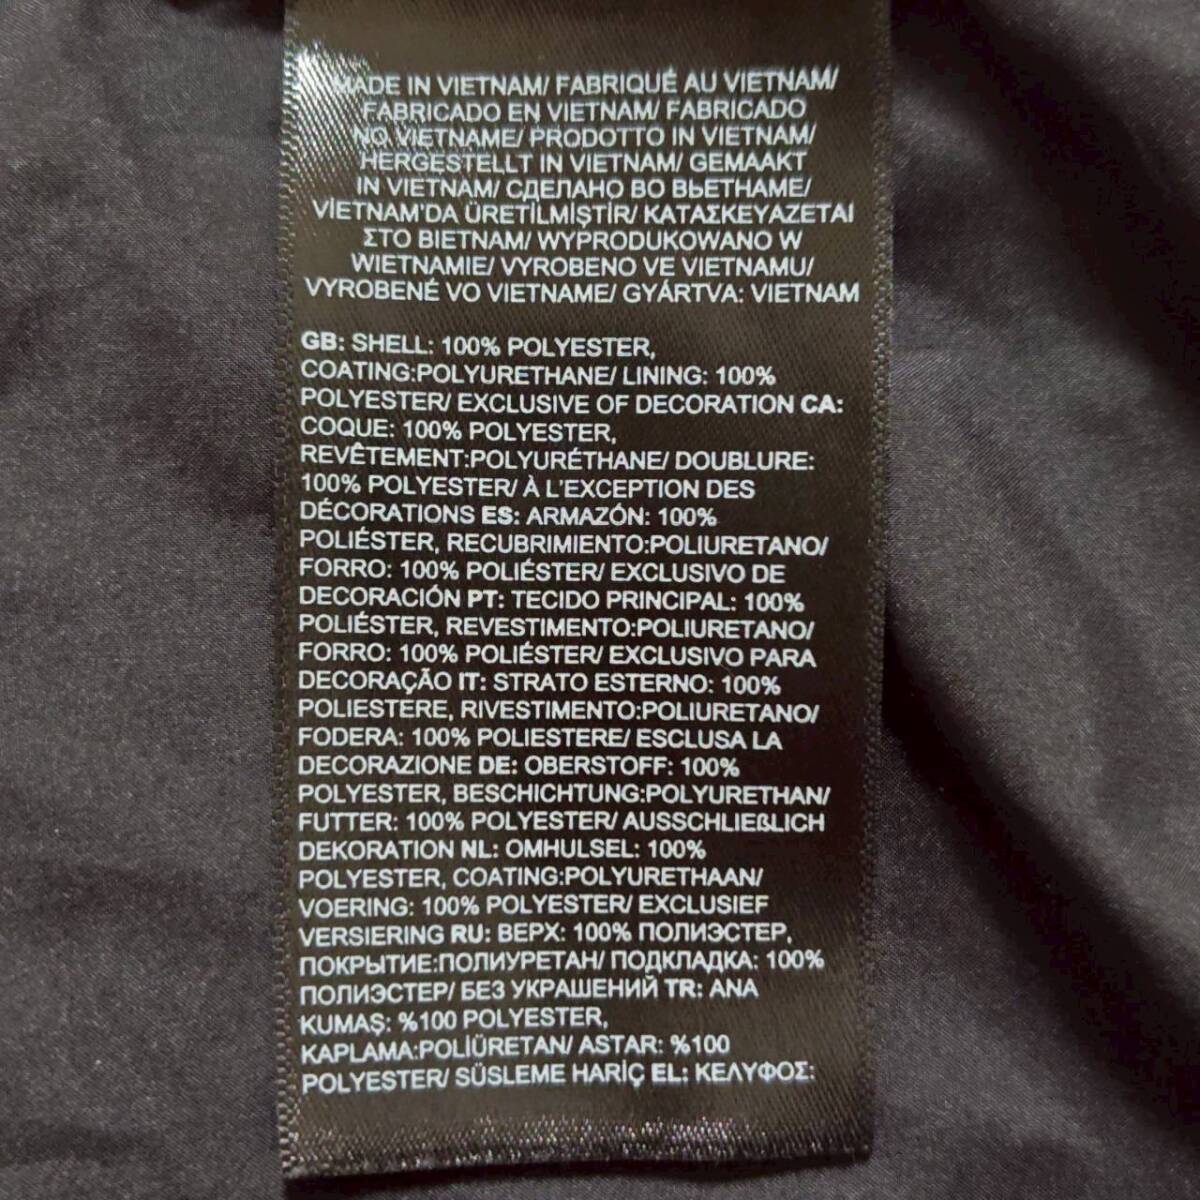 MADE IN VIETNAM/ FABRIQUÉ AU VIETNAM/
FABRICADO EN VIETNAM/ FABRICADO
NO VIETNAME/ PRODOTTO IN VIETNAM/
HERGESTELLT IN VIETNAM/ GEMAAKT
IN VIETNAM/ СДЕЛАНО ВО ВЬЕТНАМЕ/
VİETNAM'DA ÜRETİLMİŞTİR/ ΚΑΤΑΣΚΕΥΑΖΕΤΑΙ
ΣΤΟ ΒΙΕΤΝΑΜ/ WYPRODUKOWANO W
WIETNAMIE/ VYROBENO VE VIETNAMU/
VYROBENÉ VO VIETNAME/ GYÁRTVA: VIETNAM
GB: SHELL: 100% POLYESTER,
COATING:POLYURETHANE/ LINING: 100%
POLYESTER/ EXCLUSIVE OF DECORATION CA:
COQUE: 100% POLYESTER,
REVÊTEMENT:POLYURÉTHANE/ DOUBLURE:
100% POLYESTER/ À L'EXCEPTION DES
DÉCORATIONS ES: ARMAZÓN: 100%
POLIÉSTER, RECUBRIMIENTO:POLIURETANO/
FORRO: 100% POLIÉSTER/ EXCLUSIVO DE
DECORACIÓN PT: TECIDO PRINCIPAL: 100%
POLIÉSTER, REVESTIMENTO:POLIURETANO/
FORRO: 100% POLIÉSTER/ EXCLUSIVO PARA
DECORAÇÃO IT: STRATO ESTERNO: 100%
POLIESTERE, RIVESTIMENTO:POLIURETANO/
FODERA: 100% POLIESTERE/ ESCLUSA LA
DECORAZIONE DE: OBERSTOFF: 100%
POLYESTER, BESCHICHTUNG:POLYURETHAN/
FUTTER: 100% POLYESTER/ AUSSCHLIEßLICH
DEKORATION NL: OMHULSEL: 100%
POLYESTER, COATING:POLYURETHAAN/
VOERING: 100% POLYESTER/ EXCLUSIEF
VERSIERING RU: ВЕРХ: 100% ПОЛИЭСТЕР,
ПОКРЫТИЕ:ПОЛИУРЕТАН/ ПОДКЛАДКА: 100%
ПОЛИЭСТЕР/ БЕЗ УКРАШЕНИЙ TR: ANA
KUMAŞ: %100 POLYESTER,
KAPLAMA:POLİÜRETAN/ ASTAR: %100
POLYESTER/ SÜSLEME HARİÇ EL: ΚΕΛΥΦΟΣ: